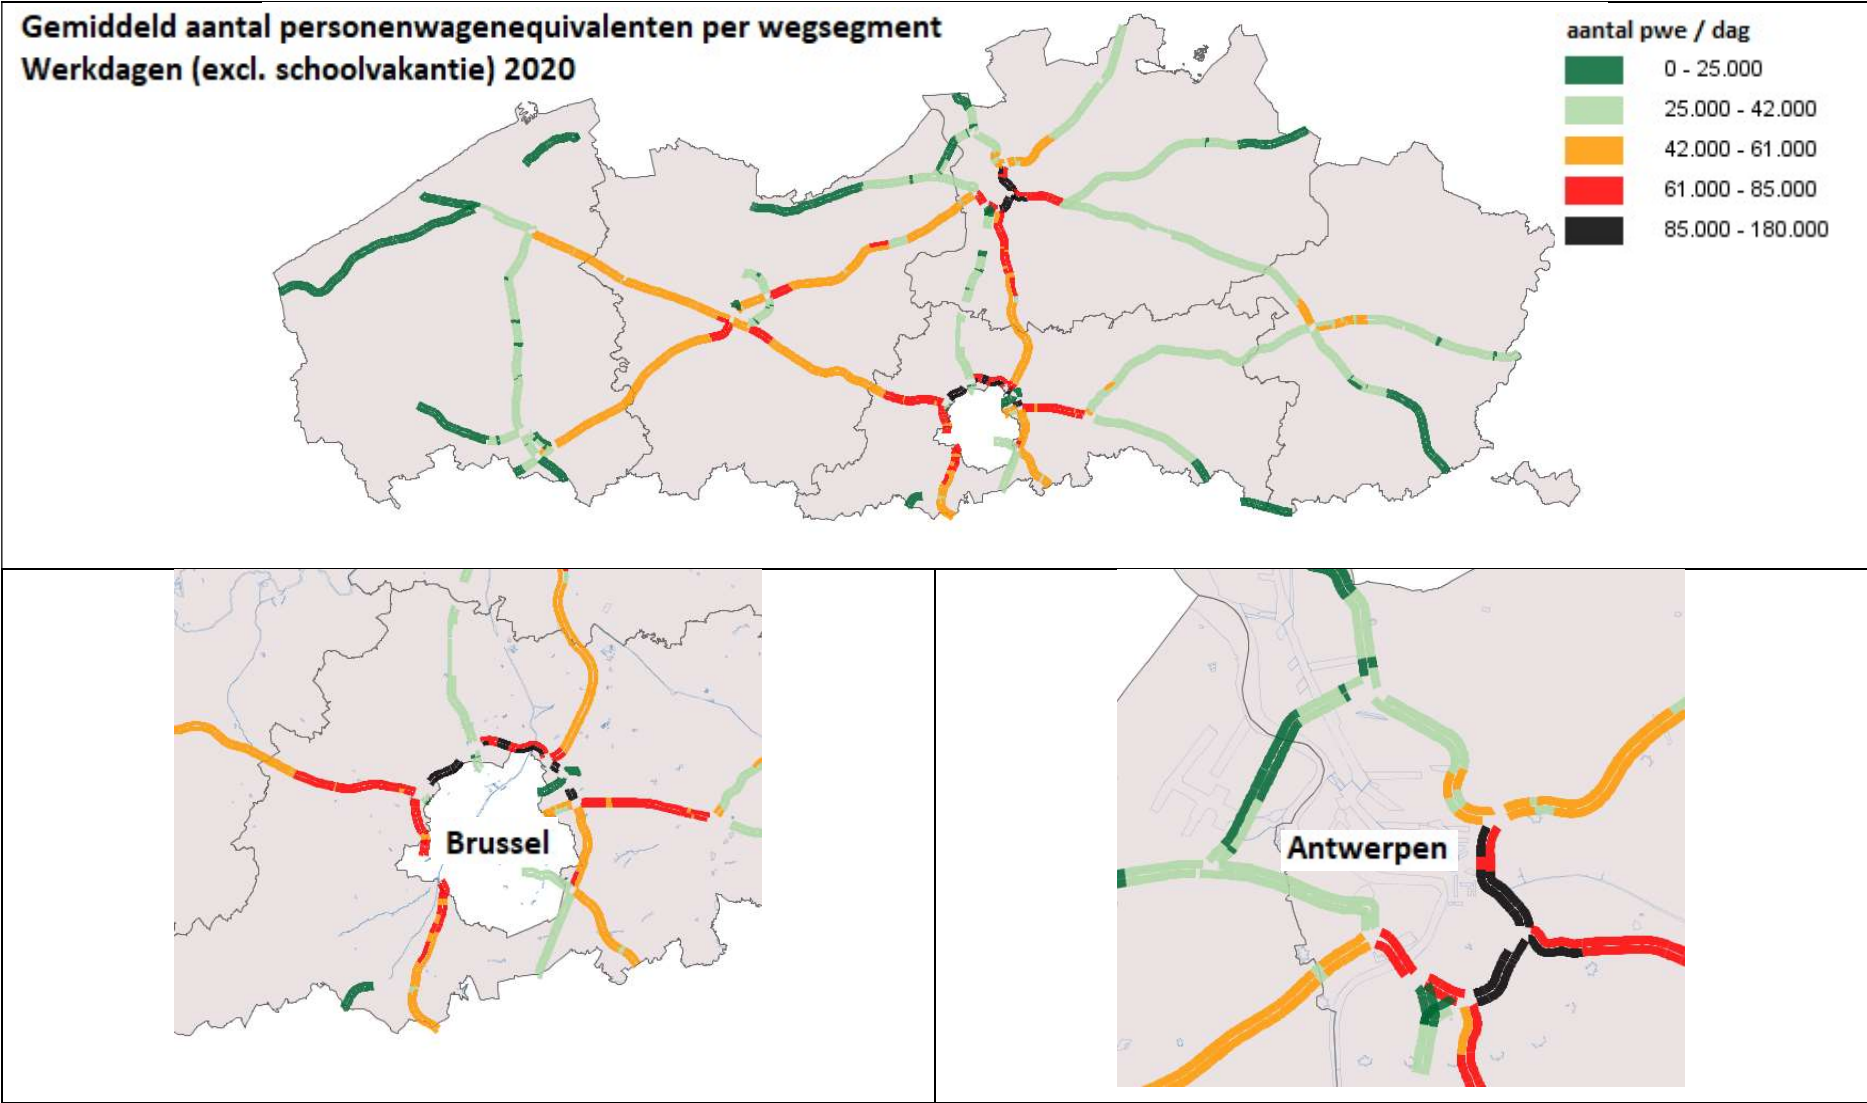 Gemiddeld aantal personenwagenequivalenten per wegsegment
Werkdagen (excl. schoolvakantie) 2020
aantal pwe / dag
0 - 25.000
25.000 - 42.000
42.000 - 61.000
61.000 - 85.000
85.000 - 180.000
Brussel
Antwerpen